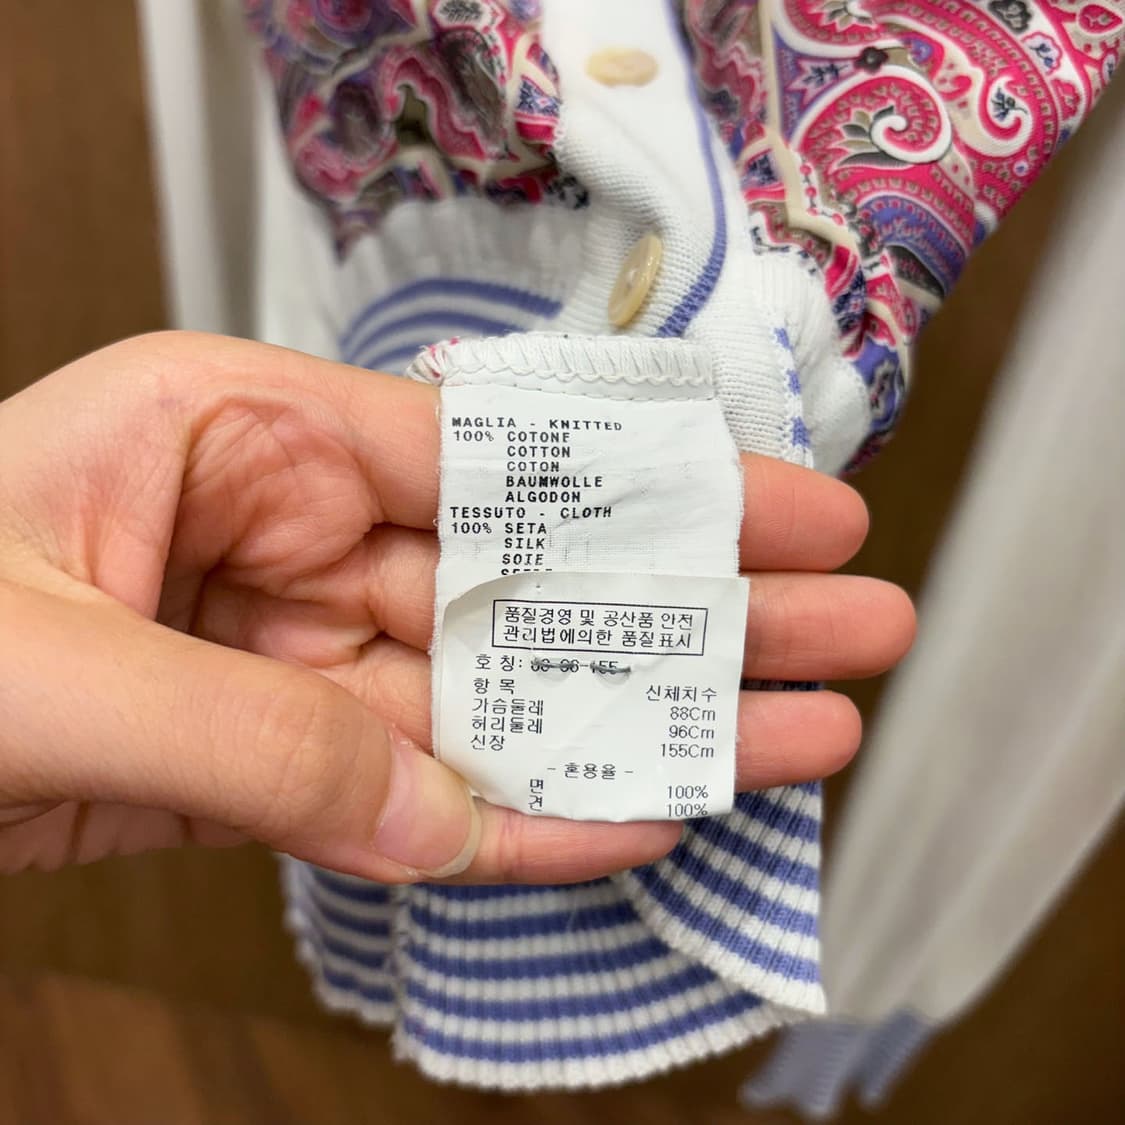 MAGLIA - KNITTED
100% COTONE
COTTON
COTON
BAUMWOLLE
ALGODON
TESSUTO - CLOTH
100% SETA
SILK
SOIE
품질경영 및 공산품 안전
관리법에의한 품질표시
호 칭: 88-96-155
항 목 신체치수
가슴둘레 88Cm
허리둘레 96Cm
신장 155Cm
- 혼용율 -
면 100%
견 100%